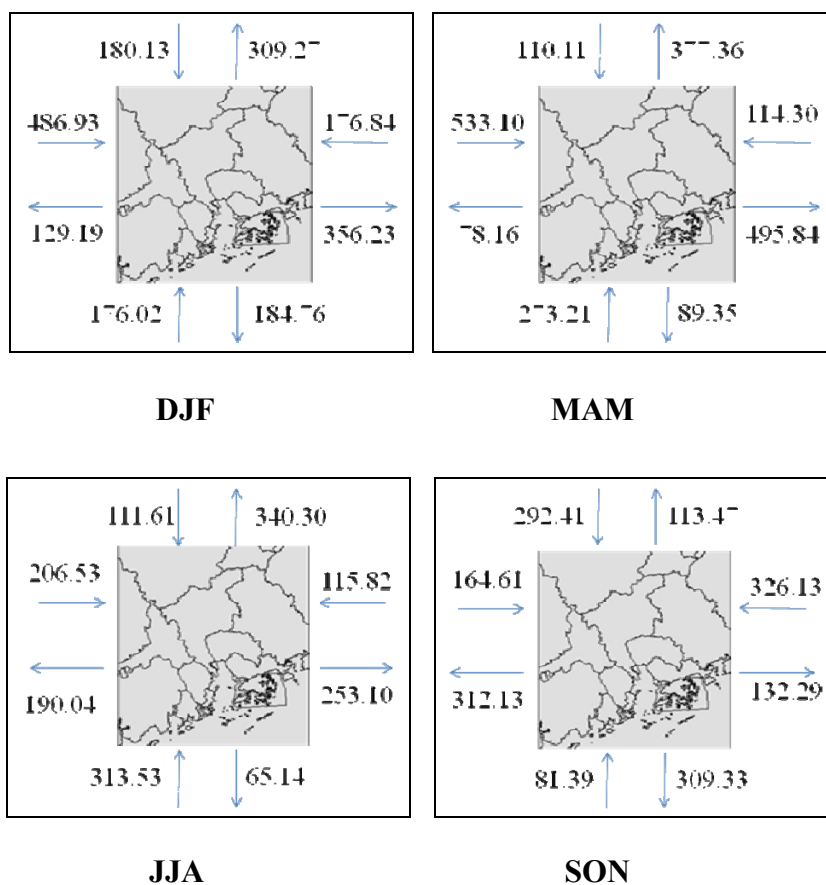 180.13 309.27 110.11 377.36
486.93 176.84 533.10 114.30
129.19 356.23 78.16 495.84
176.02 184.76 273.21 89.35
DJF MAM
111.61 340.30 292.41 113.47
206.53 115.82 164.61 326.13
190.04 253.10 312.13 132.29
313.53 65.14 81.39 309.33
JJA SON